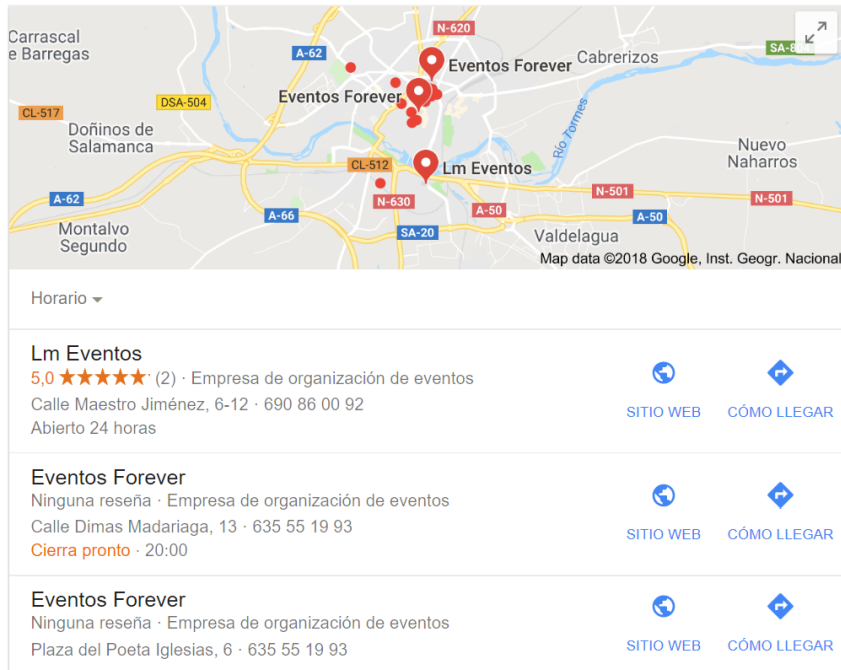 Carrascal
e Barregas
N-620
A-62
SA-8
Eventos Forever
Cabrerizos
Eventos Forever
DSA-504
CL-517
Doñinos de
Salamanca
Río Tormes
Nuevo
Naharros
CL-512
Lm Eventos
A-62
N-630
N-501
N-501
A-66
A-50
A-50
Montalvo
Segundo
SA-20
Valdelagua
Map data ©2018 Google, Inst. Geogr. Nacional
Horario
Lm Eventos
5,0 ★★★★★ (2) · Empresa de organización de eventos
Calle Maestro Jiménez, 6-12 · 690 86 00 92
Abierto 24 horas
SITIO WEB
CÓMO LLEGAR
Eventos Forever
Ninguna reseña · Empresa de organización de eventos
Calle Dimas Madariaga, 13 · 635 55 19 93
Cierra pronto · 20:00
SITIO WEB
CÓMO LLEGAR
Eventos Forever
Ninguna reseña · Empresa de organización de eventos
Plaza del Poeta Iglesias, 6 · 635 55 19 93
SITIO WEB
CÓMO LLEGAR